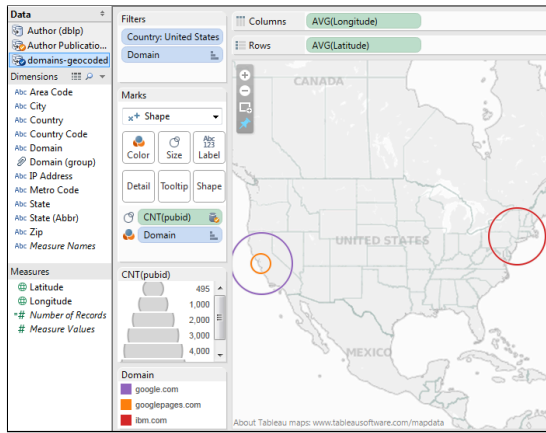 Data
Author (dblp)
Author Publicatio...
domains-geocoded
Dimensions
Abc Area Code
Abc City
Abc Country
Abc Country Code
Abc Domain
Domain (group)
Abc IP Address
Abc Metro Code
Abc State
Abc State (Abbr)
Abc Zip
Abc Measure Names
Measures
Latitude
Longitude
# Number of Records
# Measure Values
Filters
Country: United States
Domain
Marks
Shape
Abc
123
Color Size Label
Detail Tooltip Shape
CNT(pubid)
Domain
CNT(pubid)
495
1,000
2,000
3,000
4,000
Domain
google.com
googlepages.com
ibm.com
Columns AVG(Longitude)
Rows AVG(Latitude)
CANADA
UNITED STATES
MEXICO
About Tableau maps: www.tableausoftware.com/mapdata